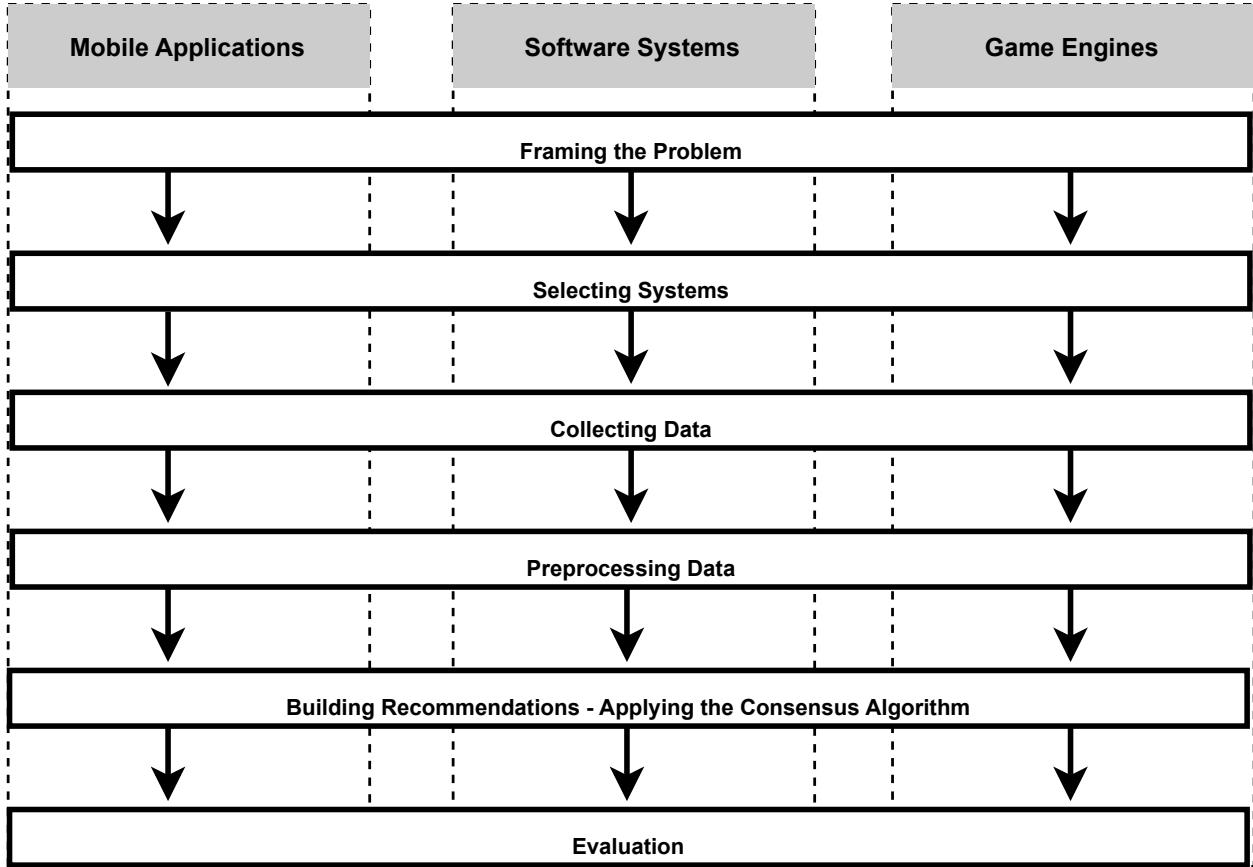 Mobile Applications
Software Systems
Game Engines
Framing the Problem
Selecting Systems
Collecting Data
Preprocessing Data
Building Recommendations - Applying the Consensus Algorithm
Evaluation